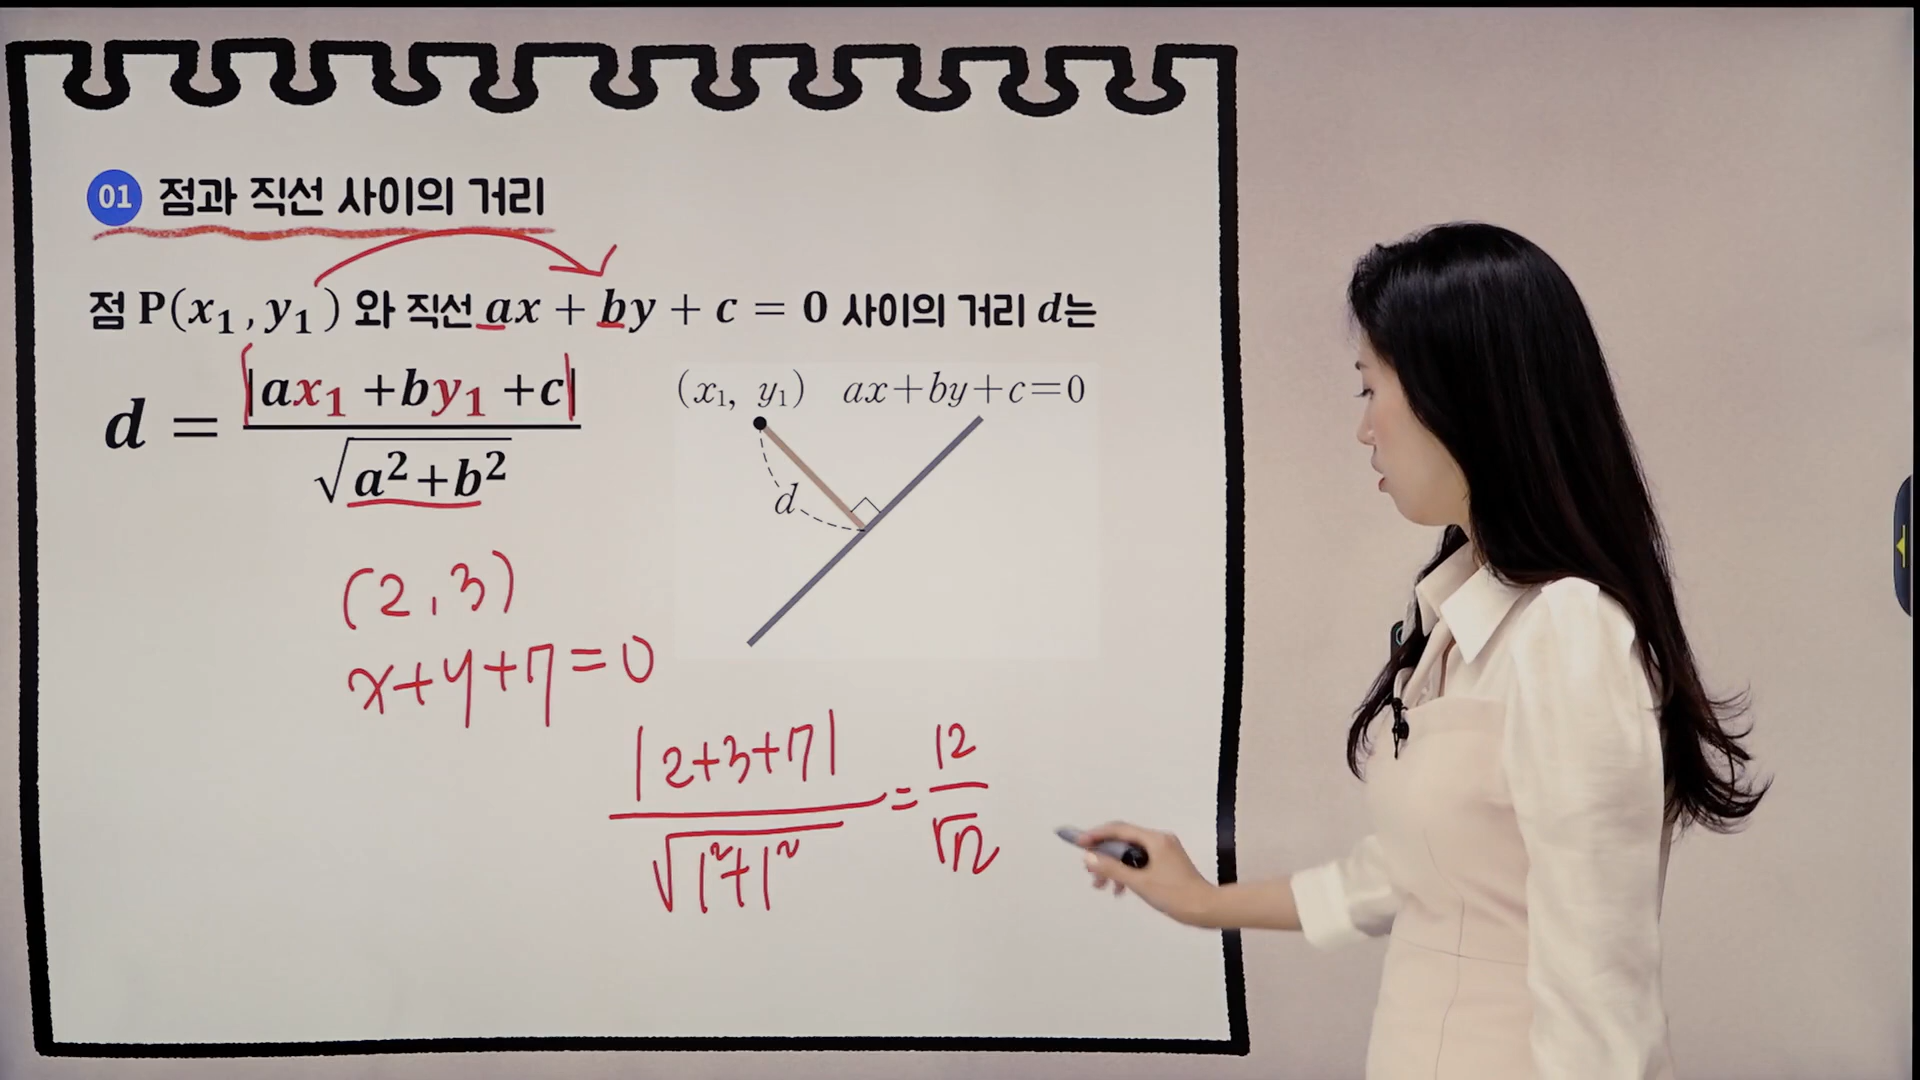 01 점과 직선 사이의 거리
점 P(x₁, y₁) 와 직선 ax + by + c = 0 사이의 거리 d는
d = |ax₁ + by₁ + c| / √(a² + b²)
(x₁, y₁) ax+by+c=0
d
(2, 3)
x+y+7=0
|2+3+7| / √(1²+1²) = 12 / √2